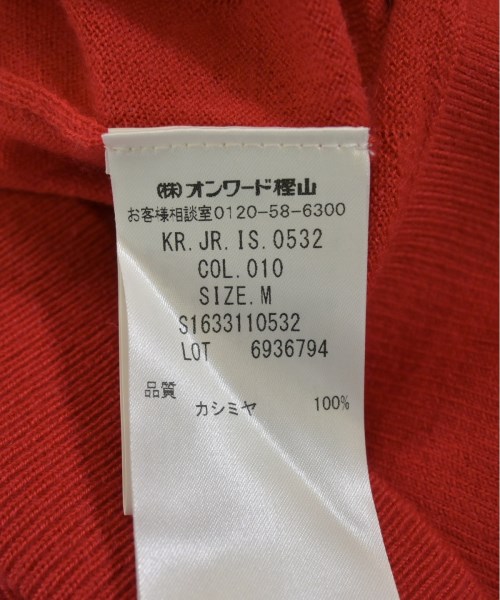 (株)オンワード樫山
お客様相談室0120-58-6300
KR.JR.IS.0532
COL.010
SIZE.M
S1633110532
LOT 6936794
品質
カシミヤ 100%